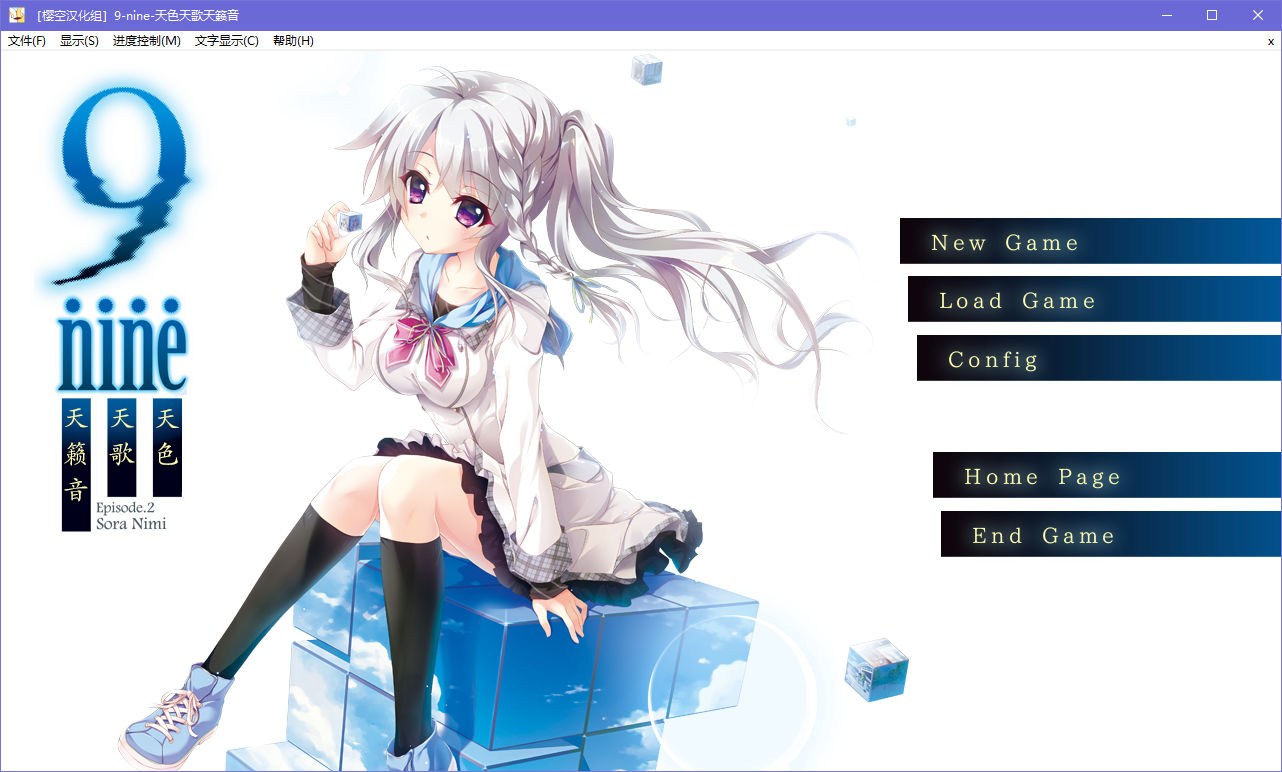 [樱空汉化组] 9-nine-天色天歌天籁音
文件(F) 显示(S) 进度控制(M) 文字显示(C) 帮助(H) x
9
nine
天色
天歌
天籁音
Episode.2
Sora Nimi
New Game
Load Game
Config
Home Page
End Game